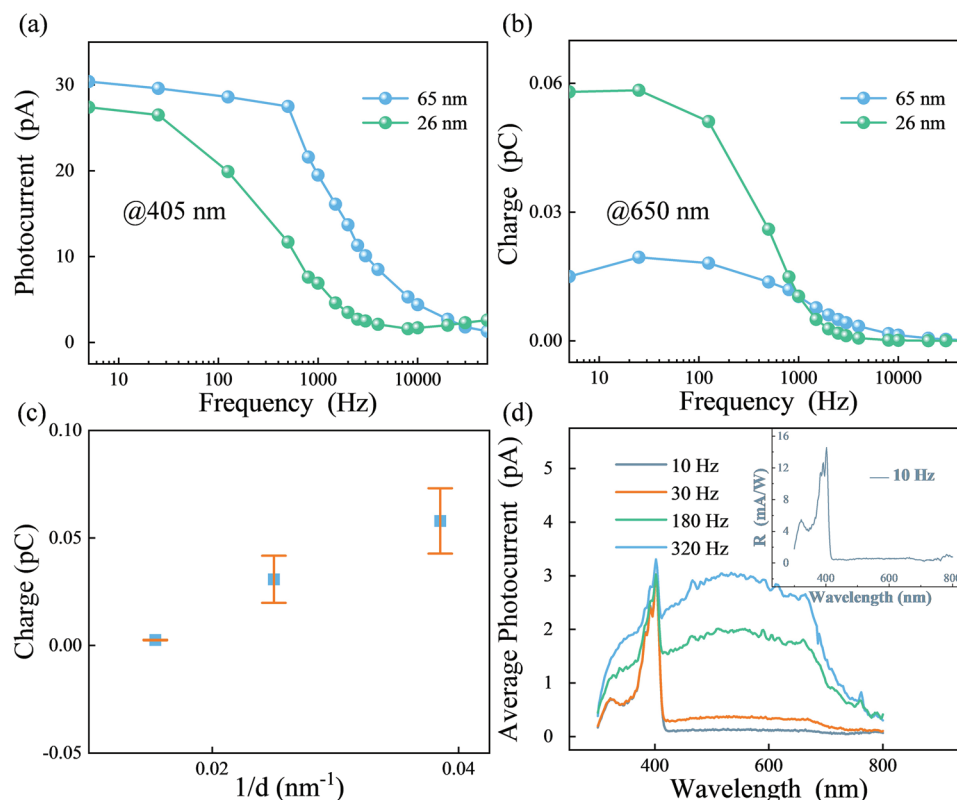 (a)
30
20
10
0
Photocurrent (pA)
65 nm
26 nm
@405 nm
10
100
1000
10000
Frequency (Hz)
(b)
0.06
0.03
0.00
Charge (pC)
65 nm
26 nm
@650 nm
10
100
1000
10000
Frequency (Hz)
(c)
0.10
0.05
0.00
-0.05
Charge (pC)
0.02
0.04
1/d (nm⁻¹)
(d)
5
4
3
2
1
0
Average Photocurrent (pA)
10 Hz
30 Hz
180 Hz
320 Hz
400
600
800
Wavelength (nm)
16
12
8
4
0
R (mA/W)
10 Hz
400
600
800
Wavelength (nm)